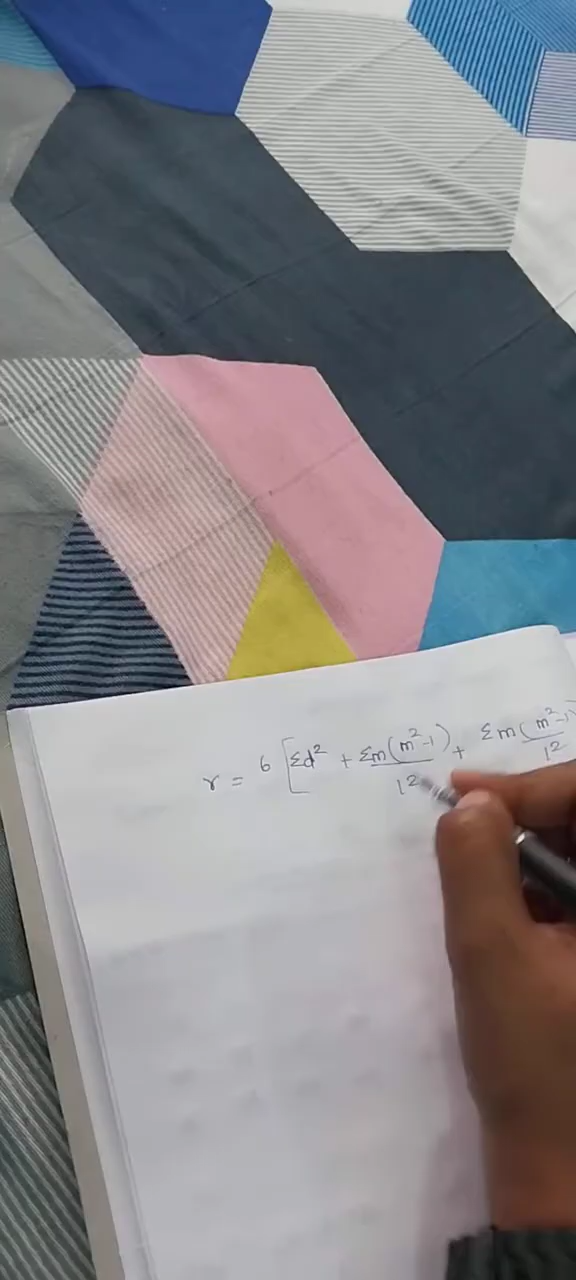 r = 6 [Σd² + Σm(m²-1)/12 + Σm(m²-1)/12